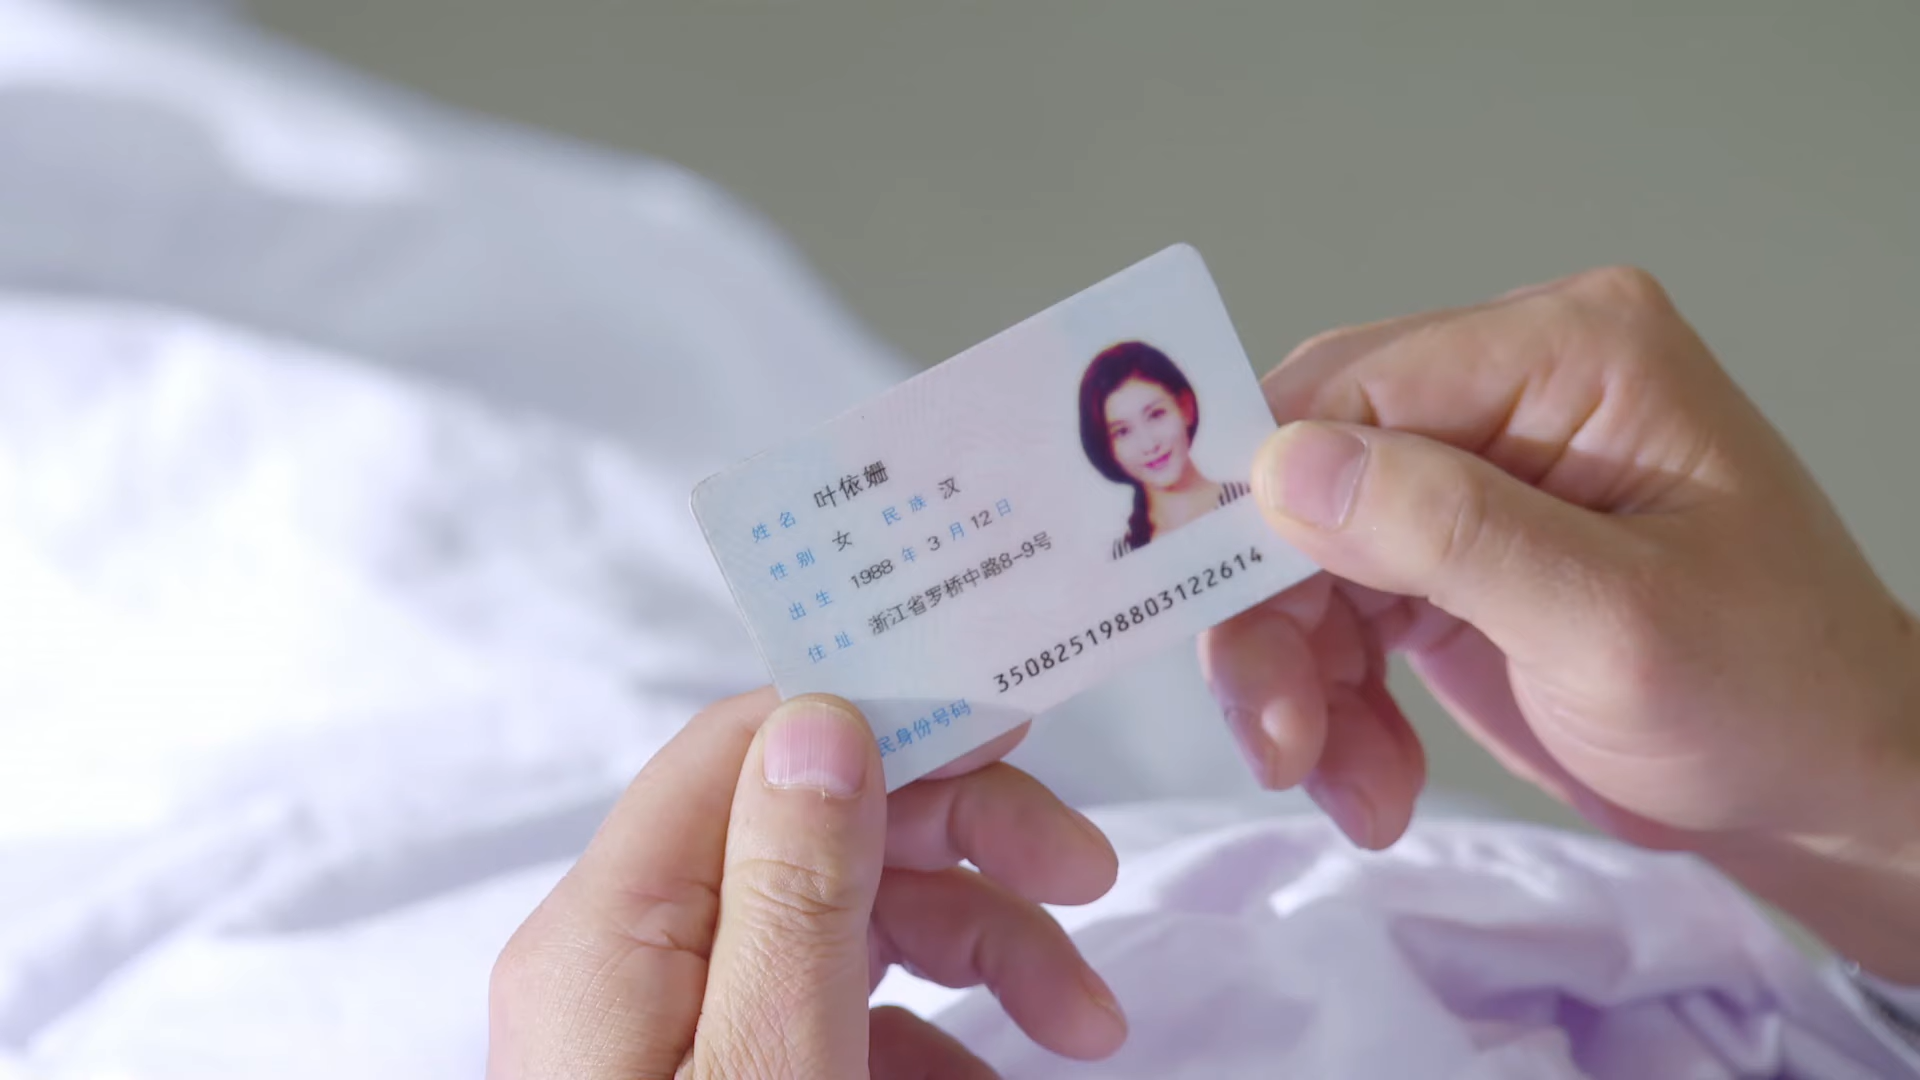 姓名 叶依姗
性别 女 民族 汉
出生 1988 年 3 月 12 日
住址 浙江省罗桥中路8-9号
民身份号码 350825198803122614